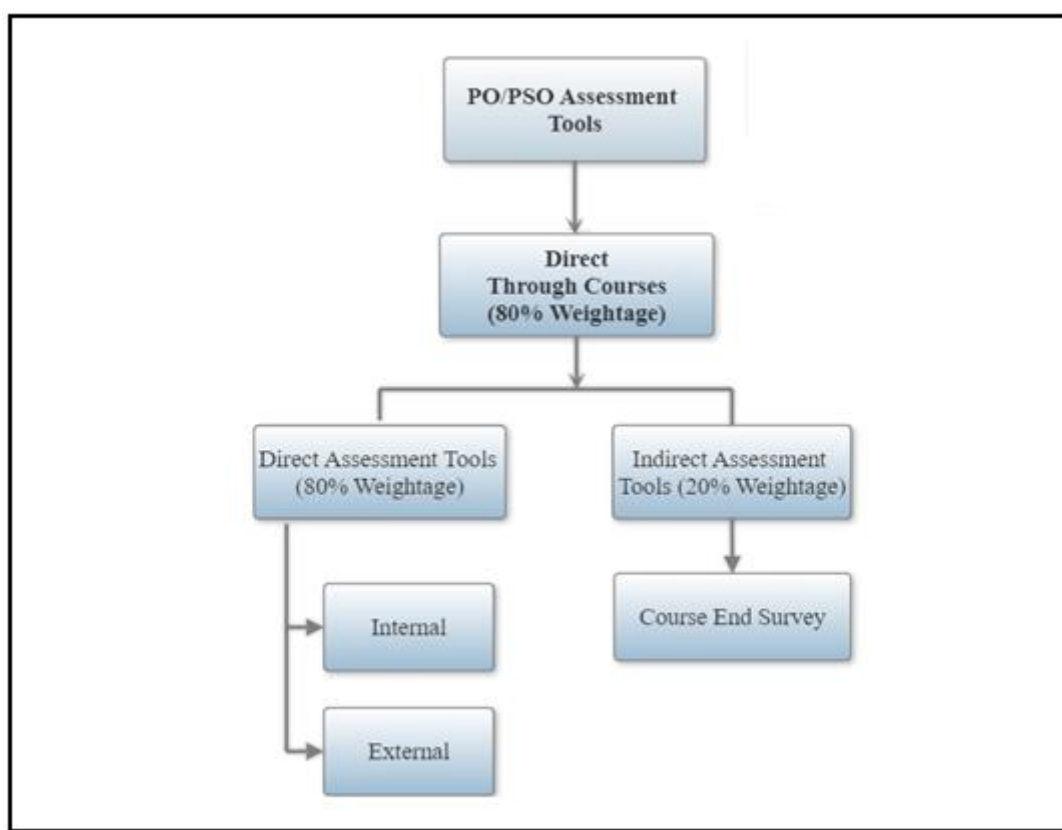 PO/PSO Assessment
Tools
Direct
Through Courses
(80% Weightage)
Direct Assessment Tools
(80% Weightage)
Indirect Assessment
Tools (20% Weightage)
Internal
Course End Survey
External